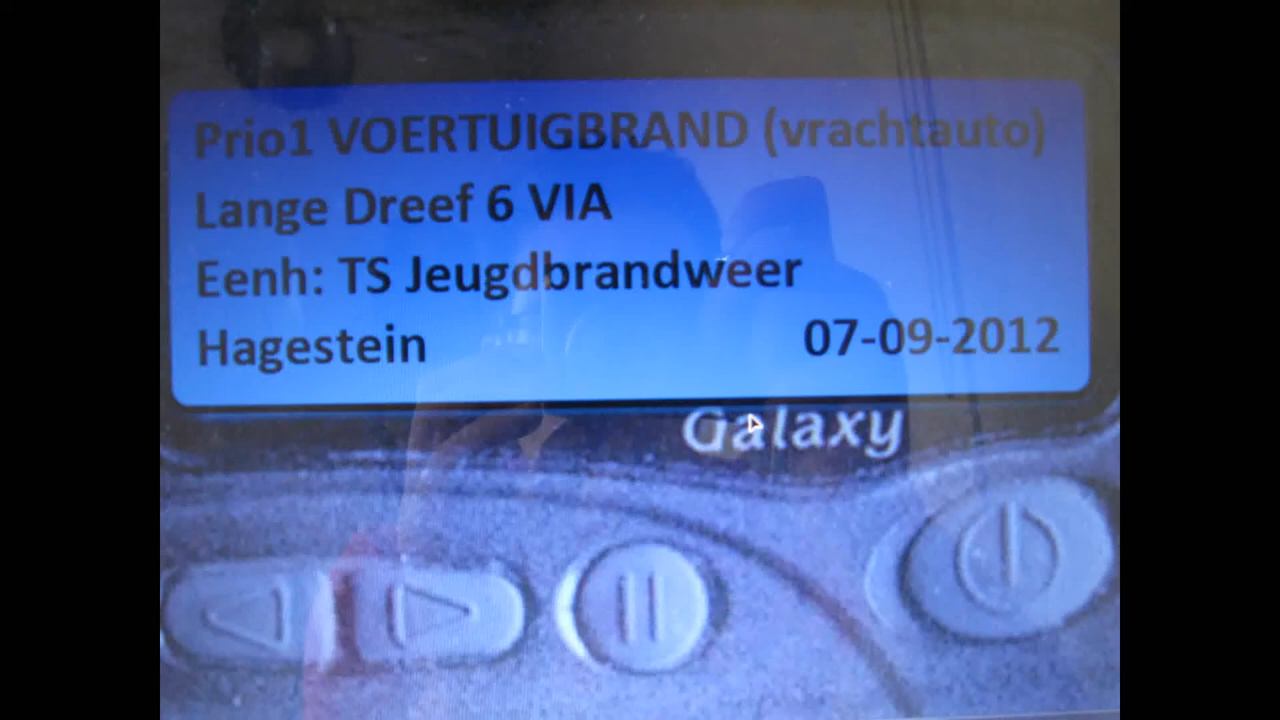 Prio1 VOERTUIGBRAND (vrachtauto)
Lange Dreef 6 VIA
Eenh: TS Jeugdbrandweer
Hagestein 07-09-2012
Galaxy